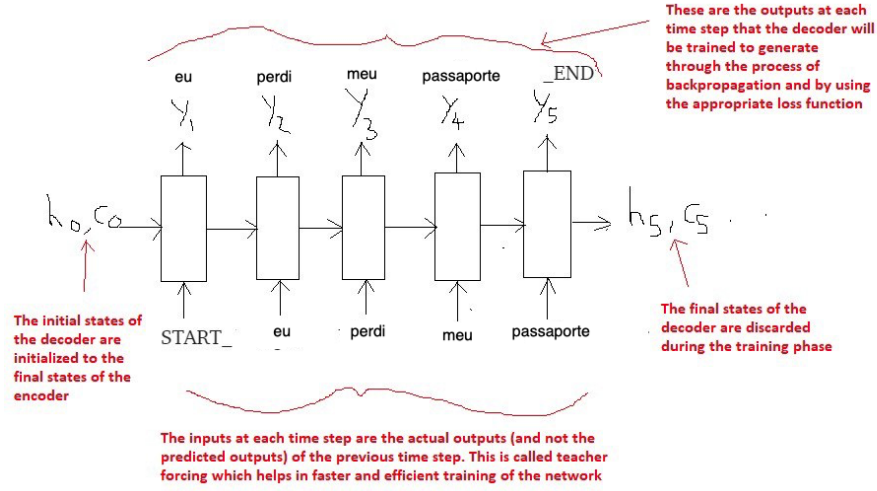 These are the outputs at each
time step that the decoder will
be trained to generate
through the process of
backpropagation and by using
the appropriate loss function
eu perdi meu passaporte _END
y1 y2 y3 y4 y5
h0, c0
h5, c5 . .
The initial states of
the decoder are
initialized to the
final states of the
encoder
START_ eu perdi meu passaporte
The final states of the
decoder are discarded
during the training phase
The inputs at each time step are the actual outputs (and not the
predicted outputs) of the previous time step. This is called teacher
forcing which helps in faster and efficient training of the network